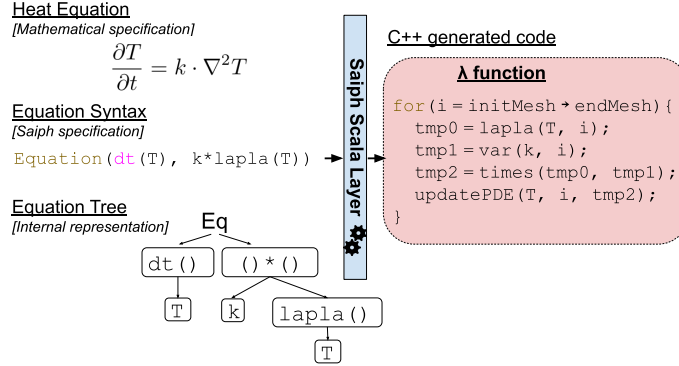 Heat Equation
[Mathematical specification]
∂T/∂t = k · ∇²T
Equation Syntax
[Saiph specification]
Equation(dt(T), k*lapla(T))
Equation Tree
[Internal representation]
Eq
dt()
()*()
T
k
lapla()
T
Saiph Scala Layer
C++ generated code
λ function
for(i = initMesh → endMesh){
tmp0 = lapla(T, i);
tmp1 = var(k, i);
tmp2 = times(tmp0, tmp1);
updatePDE(T, i, tmp2);
}